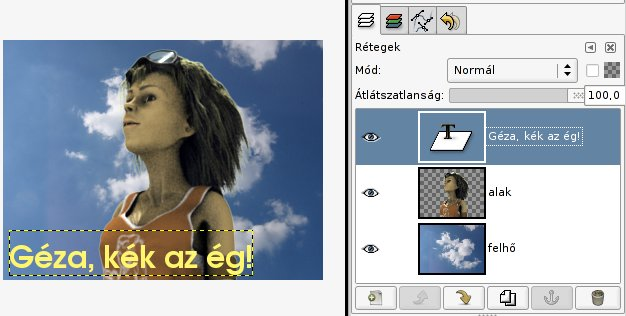 Géza, kék az ég!
Rétegek
Mód: Normál
Átlátszatlanság: 100,0
T
Géza, kék az ég!
alak
felhő